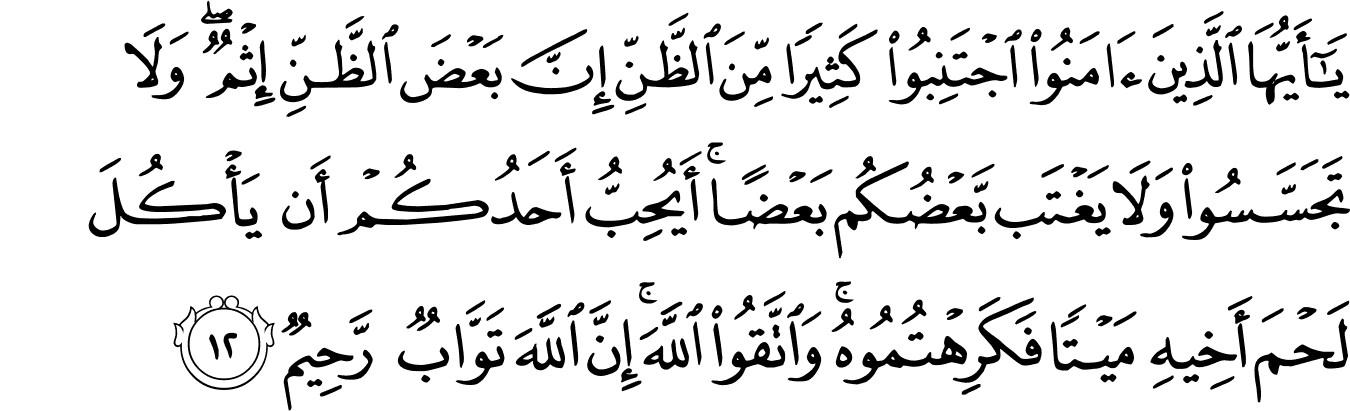 يَٰٓأَيُّهَا ٱلَّذِينَ ءَامَنُوا۟ ٱجْتَنِبُوا۟ كَثِيرًا مِّنَ ٱلظَّنِّ إِنَّ بَعْضَ ٱلظَّنِّ إِثْمٌ ۖ وَلَا
تَجَسَّسُوا۟ وَلَا يَغْتَب بَّعْضُكُم بَعْضًا ۚ أَيُحِبُّ أَحَدُكُمْ أَن يَأْكُلَ
لَحْمَ أَخِيهِ مَيْتًا فَكَرِهْتُمُوهُ ۚ وَٱتَّقُوا۟ ٱللَّهَ ۚ إِنَّ ٱللَّهَ تَوَّابٌ رَّحِيمٌ ١٢